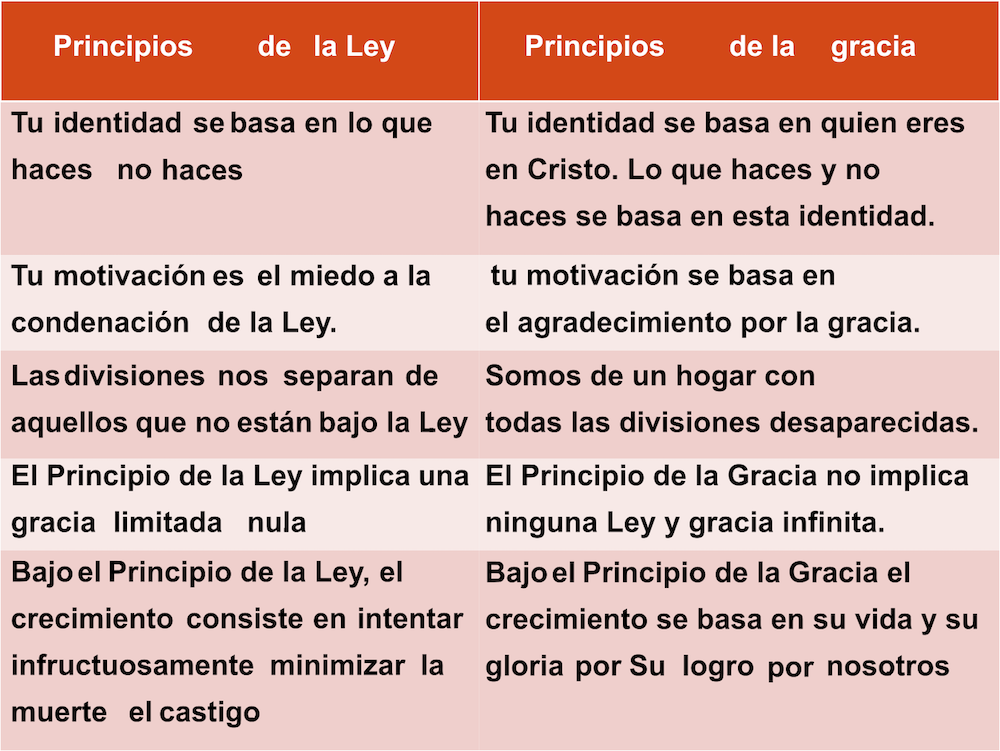 Principios de la Ley
Principios de la gracia
Tu identidad se basa en lo que
haces no haces
Tu identidad se basa en quien eres
en Cristo. Lo que haces y no
haces se basa en esta identidad.
Tu motivación es el miedo a la
condenación de la Ley.
tu motivación se basa en
el agradecimiento por la gracia.
Las divisiones nos separan de
aquellos que no están bajo la Ley
Somos de un hogar con
todas las divisiones desaparecidas.
El Principio de la Ley implica una
gracia limitada nula
El Principio de la Gracia no implica
ninguna Ley y gracia infinita.
Bajo el Principio de la Ley, el
crecimiento consiste en intentar
infructuosamente minimizar la
muerte el castigo
Bajo el Principio de la Gracia el
crecimiento se basa en su vida y su
gloria por Su logro por nosotros